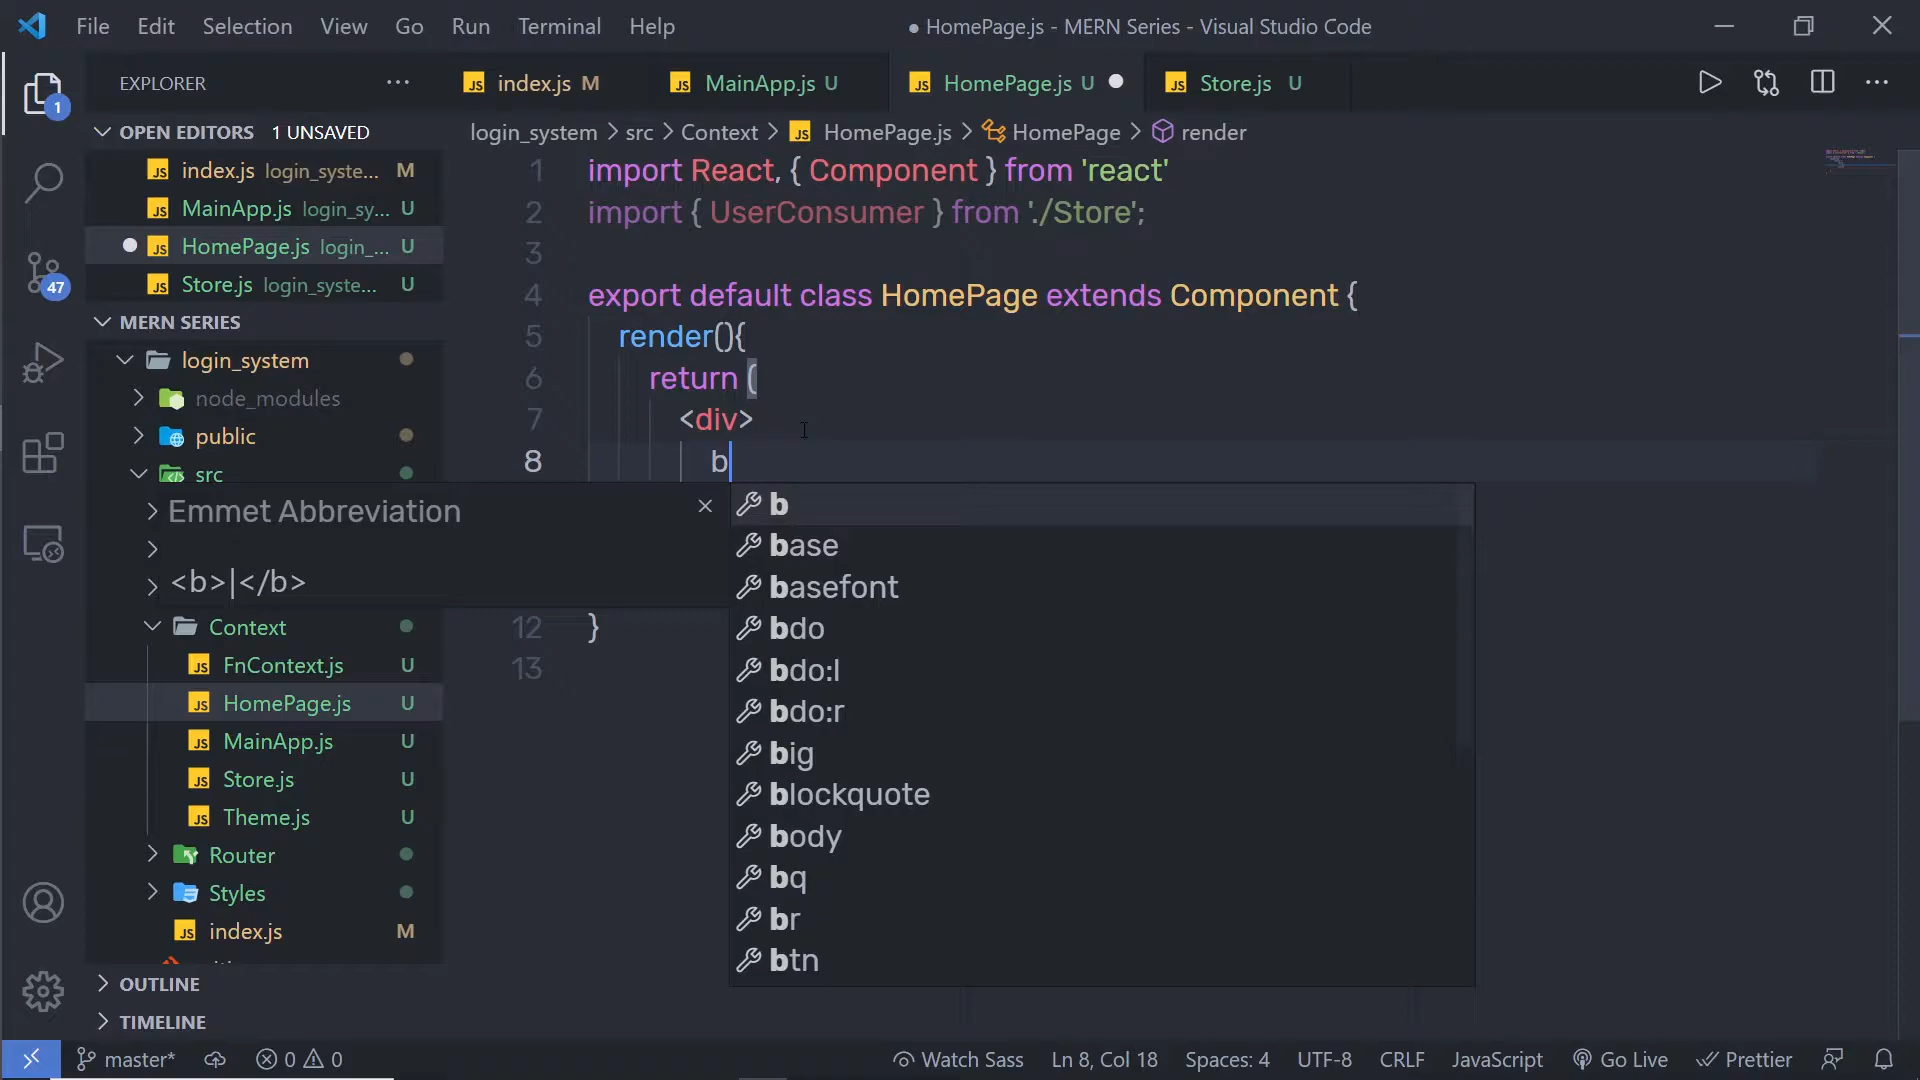 File Edit Selection View Go Run Terminal Help
● HomePage.js - MERN Series - Visual Studio Code
EXPLORER
index.js M
MainApp.js U
HomePage.js U
Store.js U
1
OPEN EDITORS 1 UNSAVED
index.js login_syste... M
MainApp.js login_sy... U
HomePage.js login_... U
Store.js login_syste... U
47
MERN SERIES
login_system
node_modules
public
src
Context
FnContext.js U
HomePage.js U
MainApp.js U
Store.js U
Theme.js U
Router
Styles
index.js M
OUTLINE
TIMELINE
login_system > src > Context > HomePage.js > HomePage > render
1 import React, { Component } from 'react'
2 import { UserConsumer } from './Store';
3
4 export default class HomePage extends Component {
5 render(){
6 return (
7 <div>
8 b
12 }
13
Emmet Abbreviation
<b>|</b>
b
base
basefont
bdo
bdo:l
bdo:r
big
blockquote
body
bq
br
btn
master* 0 0
Watch Sass Ln 8, Col 18 Spaces: 4 UTF-8 CRLF JavaScript Go Live Prettier